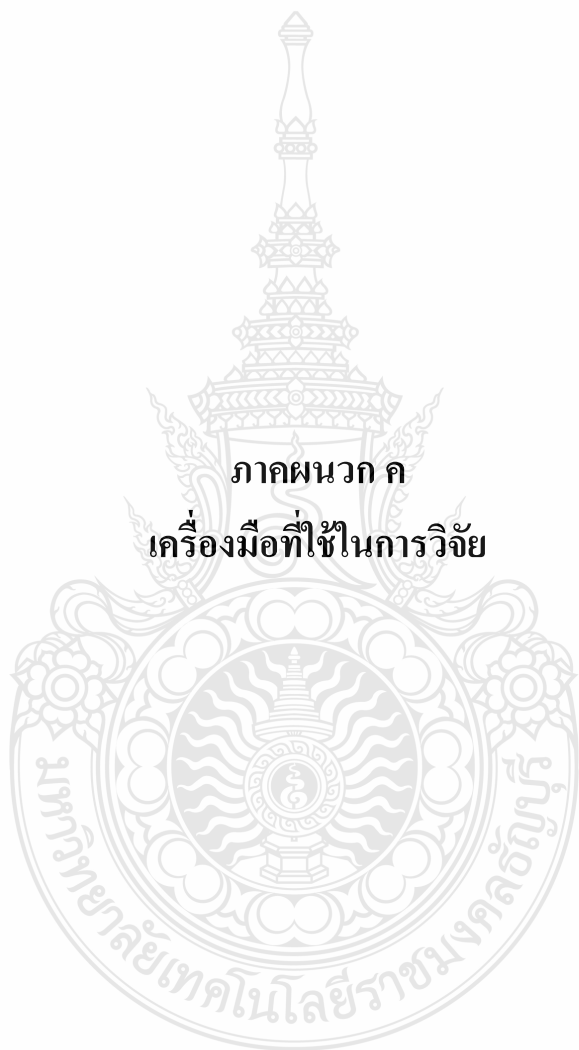 ภาคผนวก ค
เครื่องมือที่ใช้ในการวิจัย
มหาวิทยาลัยเทคโนโลยีราชมงคลธัญบุรี